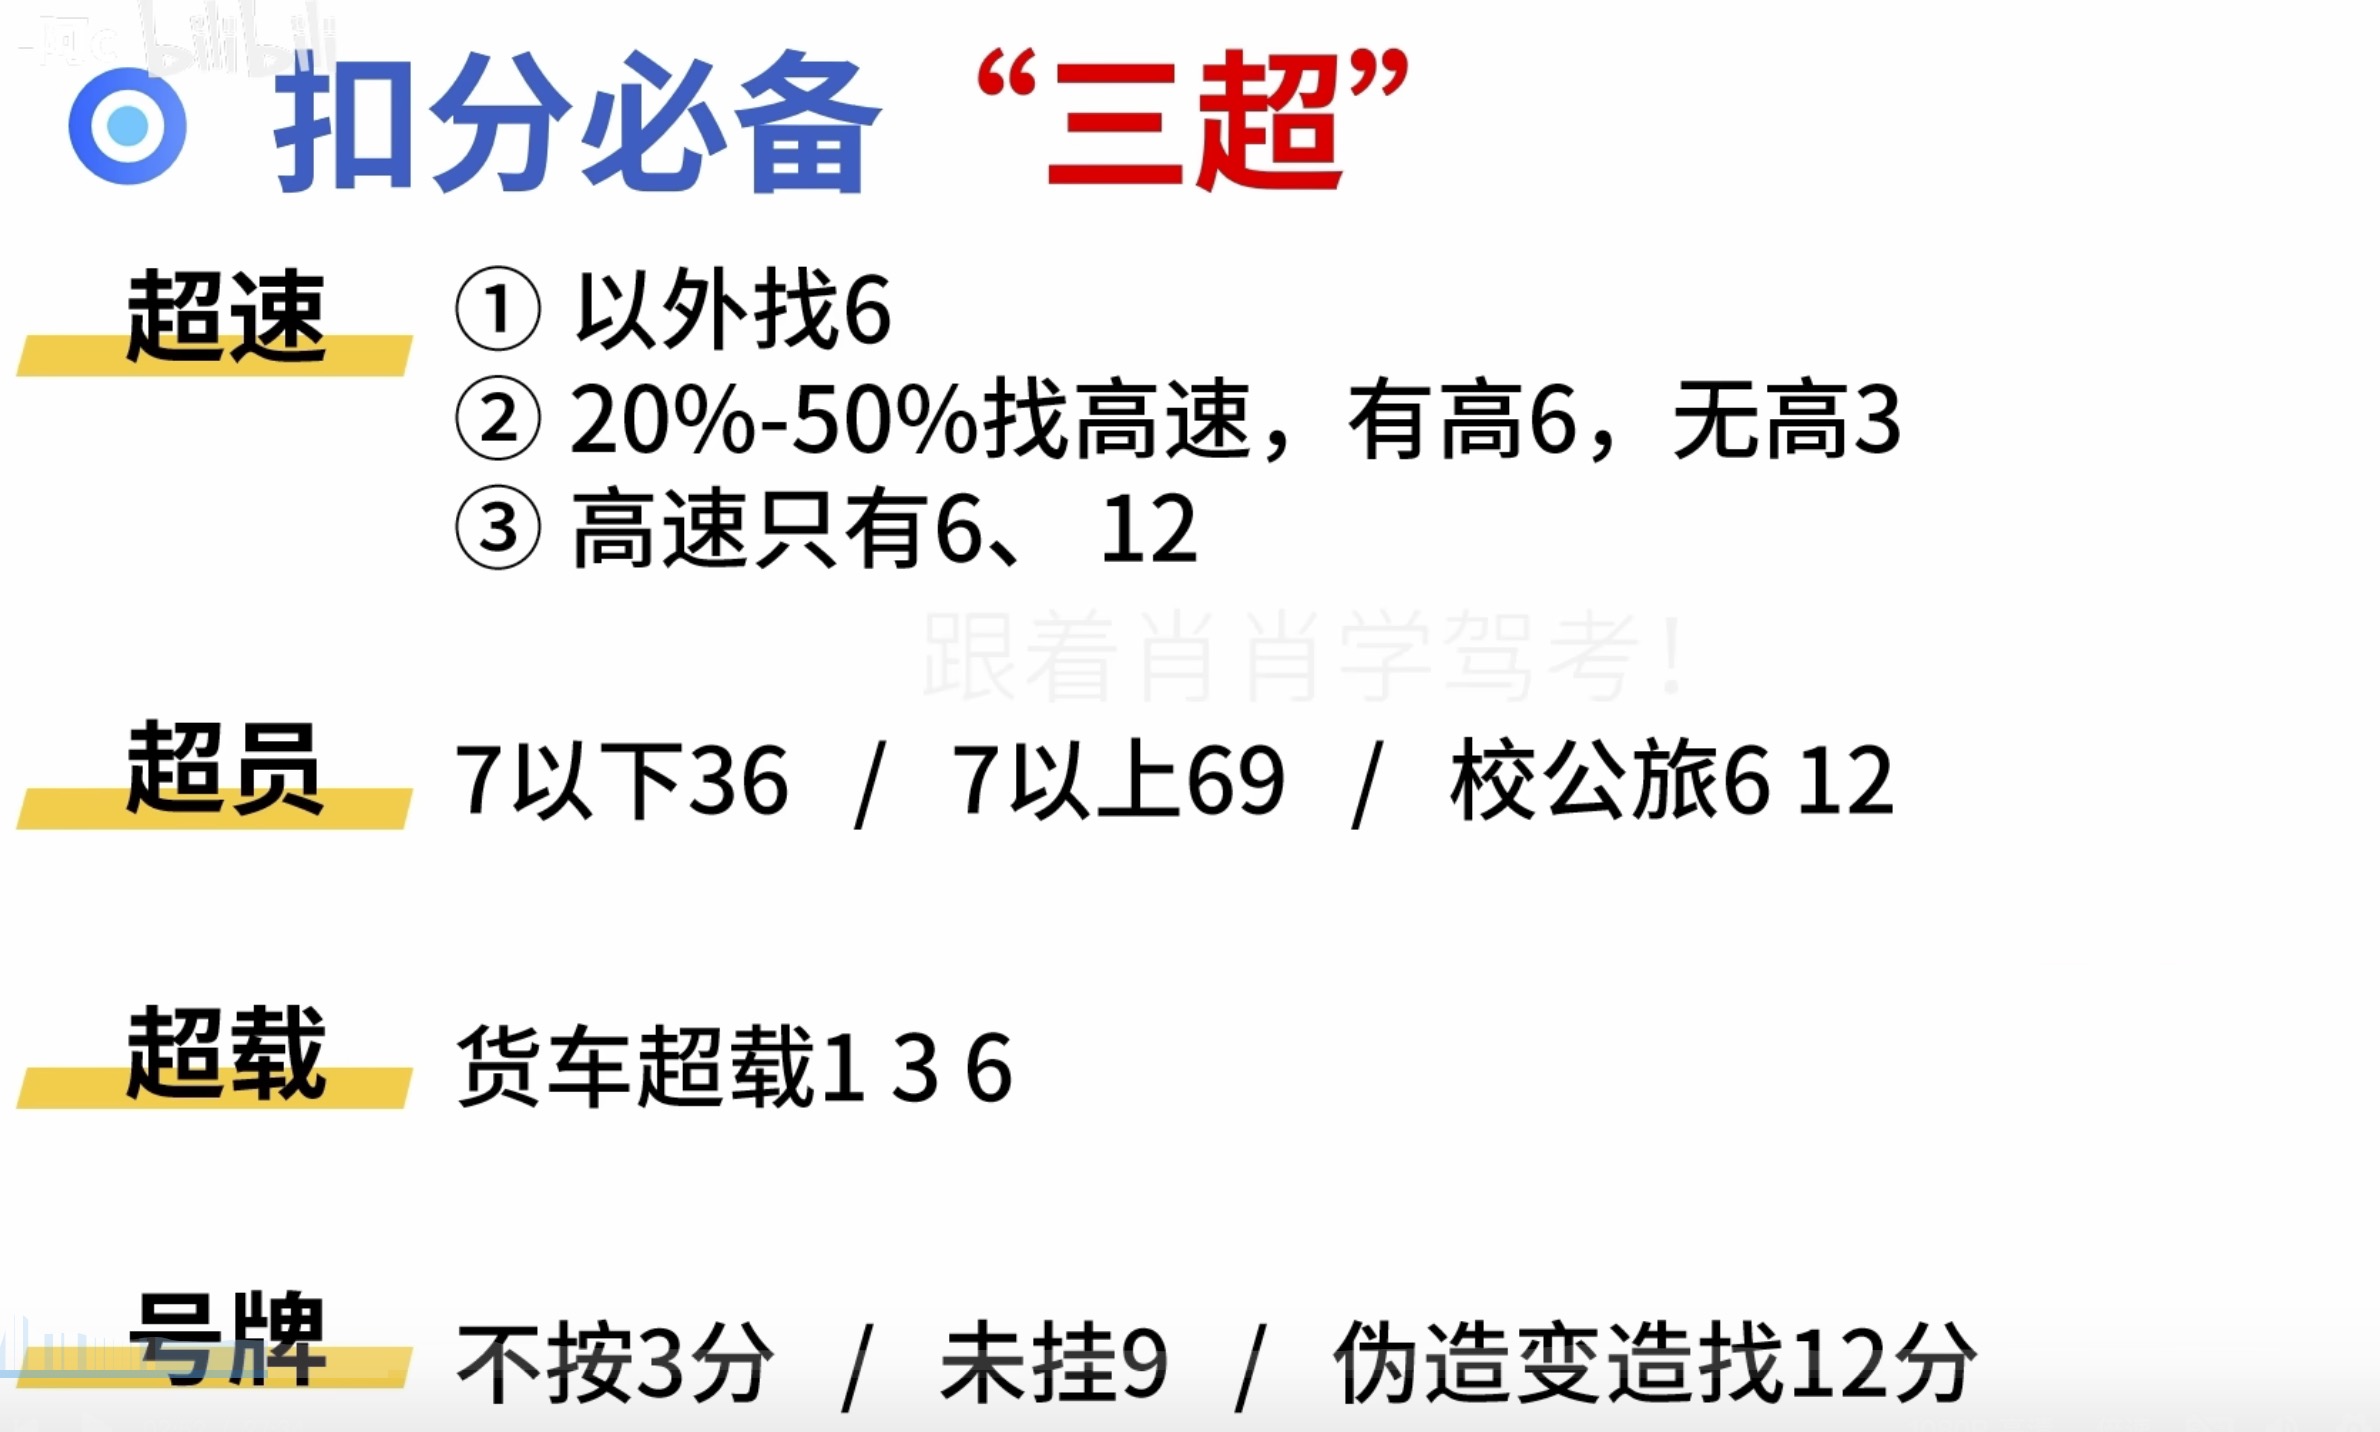 bilibili
扣分必备 “三超”
超速 ① 以外找6
② 20%-50%找高速，有高6，无高3
③ 高速只有6、 12
跟着肖肖学驾考！
超员 7以下36 / 7以上69 / 校公旅6 12
超载 货车超载1 3 6
号牌 不按3分 / 未挂9 / 伪造变造找12分